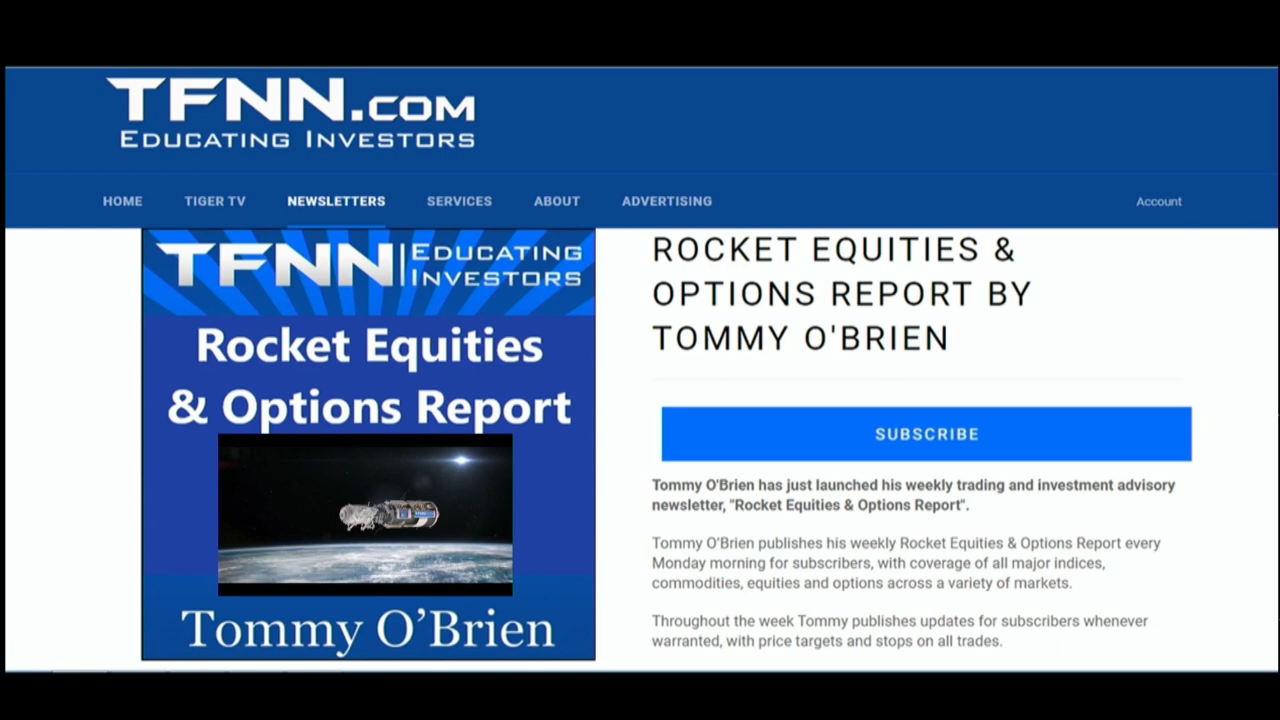 TFNN.COM
EDUCATING INVESTORS
HOME TIGER TV NEWSLETTERS SERVICES ABOUT ADVERTISING Account
TFNN EDUCATING
INVESTORS
Rocket Equities
& Options Report
Tommy O’Brien
ROCKET EQUITIES &
OPTIONS REPORT BY
TOMMY O'BRIEN
SUBSCRIBE
Tommy O'Brien has just launched his weekly trading and investment advisory
newsletter, "Rocket Equities & Options Report".
Tommy O’Brien publishes his weekly Rocket Equities & Options Report every
Monday morning for subscribers, with coverage of all major indices,
commodities, equities and options across a variety of markets.
Throughout the week Tommy publishes updates for subscribers whenever
warranted, with price targets and stops on all trades.